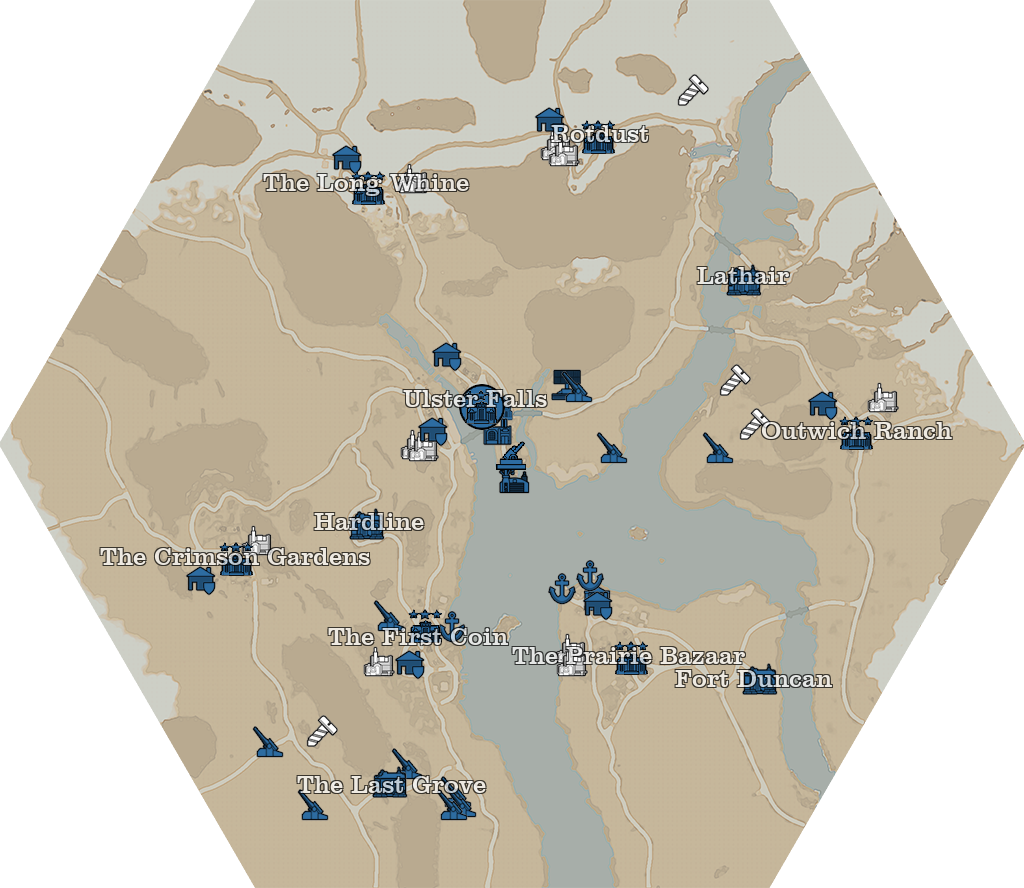 Rotdust
The Long Whine
Lathair
Ulster Falls
Outwich Ranch
Hardline
The Crimson Gardens
The First Coin
The Prairie Bazaar
Fort Duncan
The Last Grove